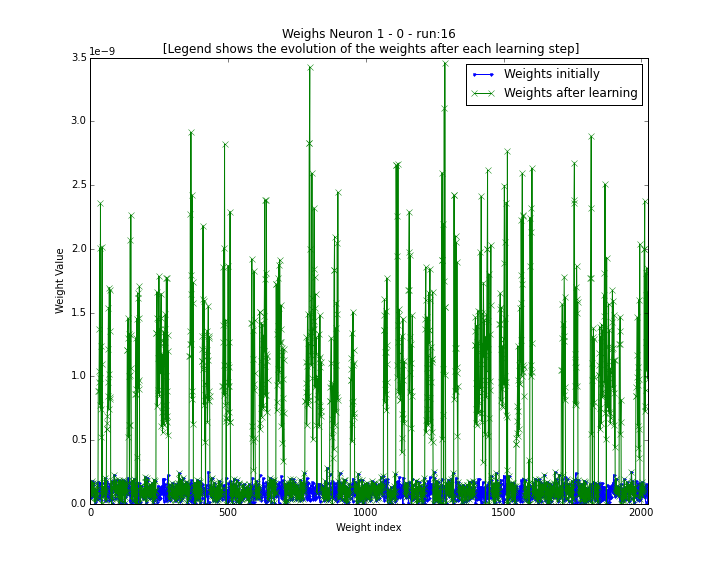 Weighs Neuron 1 - 0 - run:16
[Legend shows the evolution of the weights after each learning step]
1e−9
Weights initially
Weights after learning
3.5
3.0
2.5
2.0
1.5
1.0
0.5
0.0
Weight Value
0 500 1000 1500 2000
Weight index